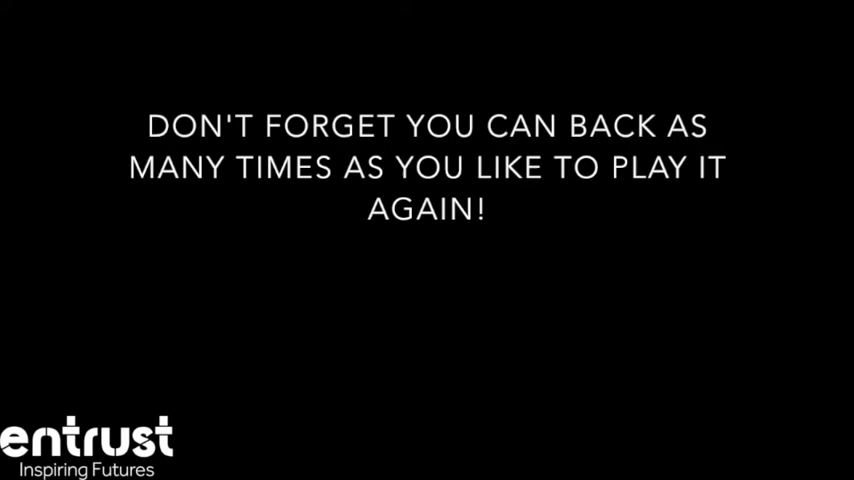 DON'T FORGET YOU CAN BACK AS
MANY TIMES AS YOU LIKE TO PLAY IT
AGAIN!
entrust
Inspiring Futures